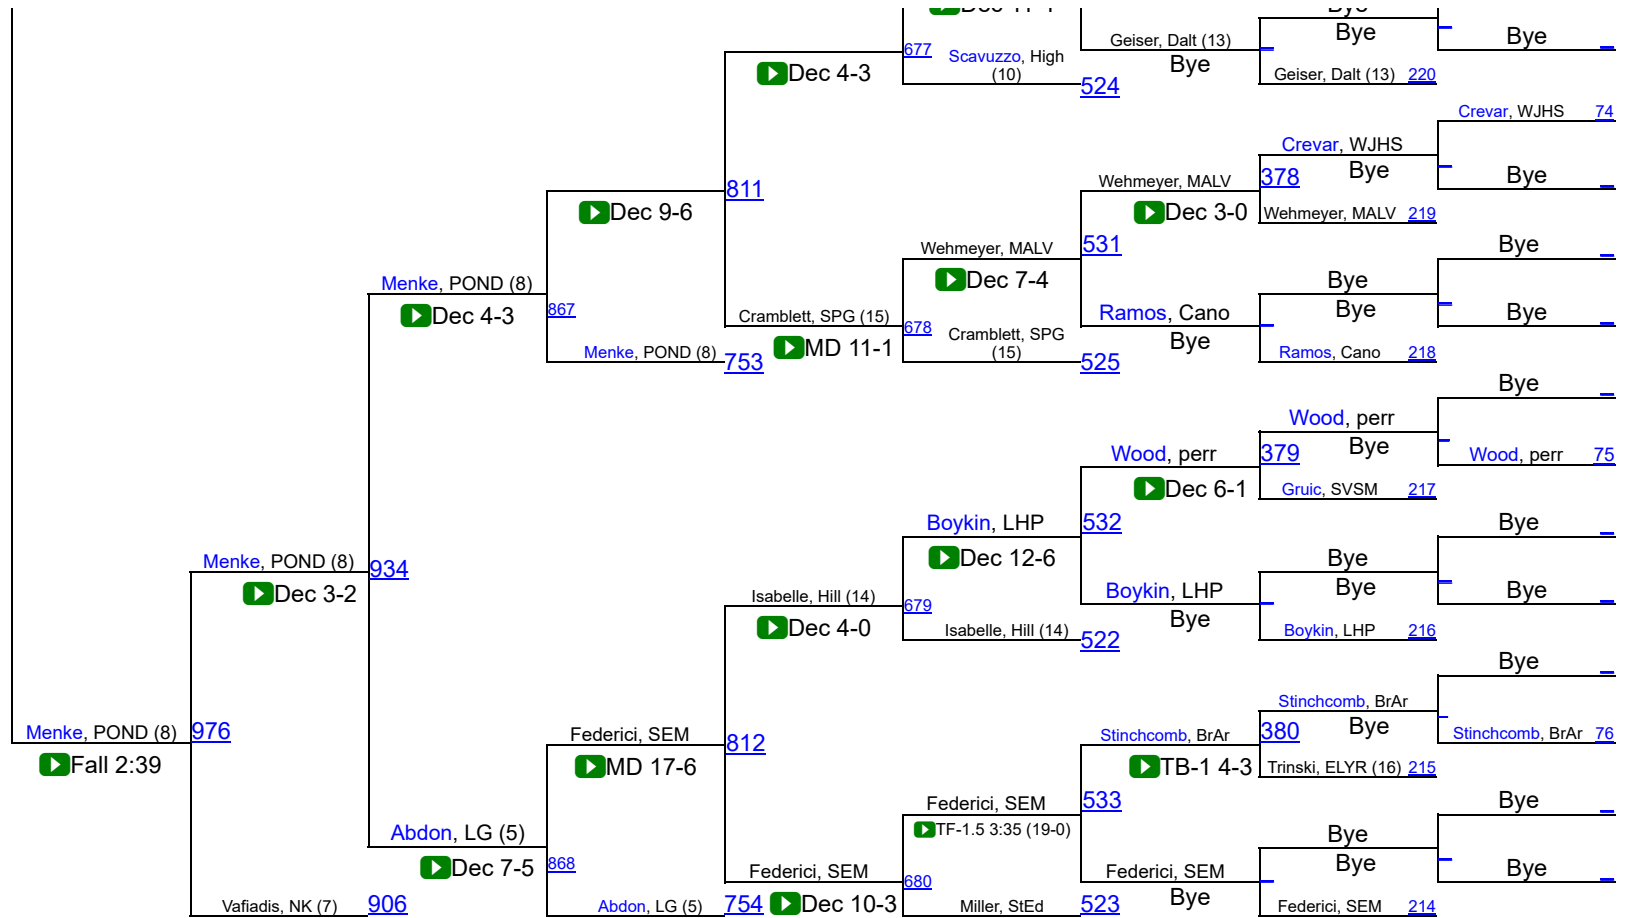 Bye
Geiser, Dalt (13)
Bye
Bye
Bye
677
Scavuzzo, High
(10)
Dec 4-3
524
Geiser, Dalt (13) 220
Crevar, WJHS 74
Crevar, WJHS
Bye
378
Bye
Wehmeyer, MALV
811
Dec 9-6
Dec 3-0
Wehmeyer, MALV 219
Wehmeyer, MALV
531
Bye
Dec 7-4
Menke, POND (8)
Bye
Dec 4-3
867
Cramblett, SPG (15)
678
Cramblett, SPG
(15)
Ramos, Cano
Bye
Bye
Bye
Menke, POND (8)
753
MD 11-1
525
Ramos, Cano 218
Bye
Wood, perr
Bye
Wood, perr
379
Wood, perr 75
Dec 6-1
Gruic, SVSM 217
Boykin, LHP
532
Bye
Dec 12-6
Menke, POND (8)
934
Bye
Dec 3-2
Isabelle, Hill (14)
679
Boykin, LHP
Bye
Bye
Bye
Dec 4-0
Isabelle, Hill (14)
522
Boykin, LHP 216
Bye
Stinchcomb, BrAr
Bye
Menke, POND (8)
976
Federici, SEM
812
Stinchcomb, BrAr
380
Stinchcomb, BrAr 76
Fall 2:39
MD 17-6
TB-1 4-3
Trinski, ELYR (16) 215
Federici, SEM
533
Bye
TF-1.5 3:35 (19-0)
Abdon, LG (5)
Bye
Dec 7-5
868
Federici, SEM
680
Federici, SEM
Bye
Bye
Bye
Vafiadis, NK (7)
906
Abdon, LG (5)
754
Dec 10-3
Miller, StEd
523
Federici, SEM 214